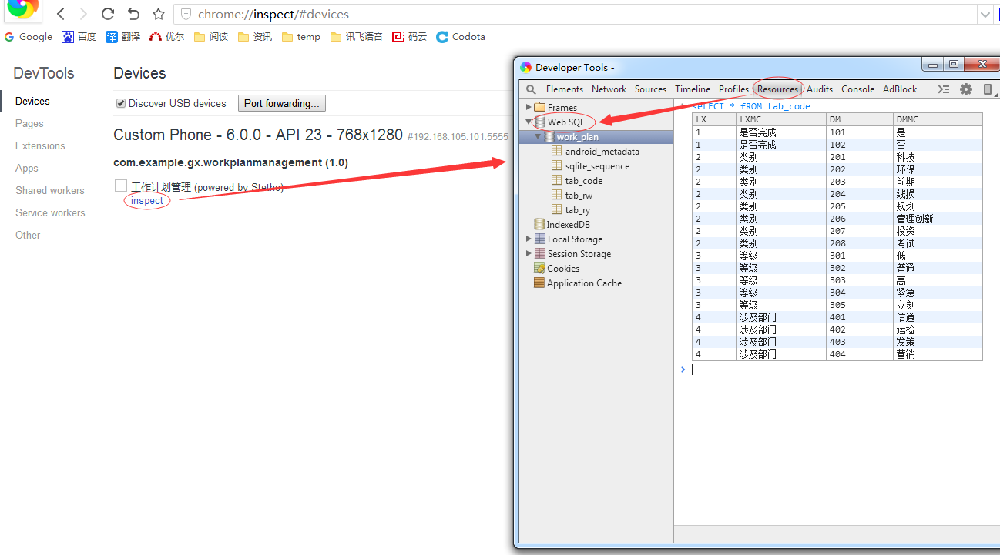 chrome://inspect/#devices
Google 百度 译 翻译 优尔 阅读 资讯 temp 讯飞语音 码云 Codota
DevTools
Devices
Pages
Extensions
Apps
Shared workers
Service workers
Other
Devices
Discover USB devices Port forwarding...
Custom Phone - 6.0.0 - API 23 - 768x1280 #192.168.105.101:5555
com.example.gx.workplanmanagement (1.0)
工作计划管理 (powered by Stetho)
inspect
Developer Tools -
Elements Network Sources Timeline Profiles Resources Audits Console AdBlock
Frames
Web SQL
work_plan
android_metadata
sqlite_sequence
tab_code
tab_rw
tab_ry
IndexedDB
Local Storage
Session Storage
Cookies
Application Cache
> seLECT * fROM tab_code
LX LXMC DM DMMC
1 是否完成 101 是
1 是否完成 102 否
2 类别 201 科技
2 类别 202 环保
2 类别 203 前期
2 类别 204 线损
2 类别 205 规划
2 类别 206 管理创新
2 类别 207 投资
2 类别 208 考试
3 等级 301 低
3 等级 302 普通
3 等级 303 高
3 等级 304 紧急
3 等级 305 立刻
4 涉及部门 401 信通
4 涉及部门 402 运检
4 涉及部门 403 发策
4 涉及部门 404 营销
>